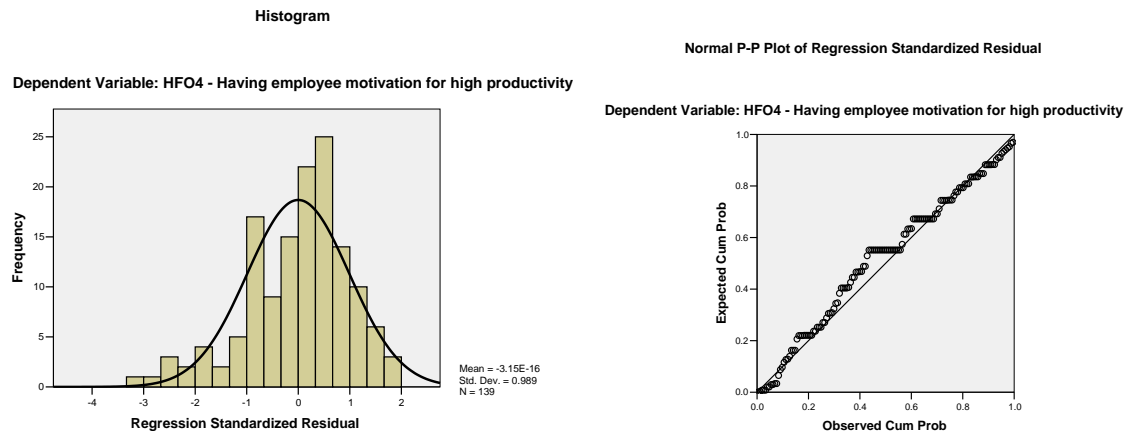 Histogram
Dependent Variable: HFO4 - Having employee motivation for high productivity
25
20
15
10
5
0
Frequency
-4 -3 -2 -1 0 1 2
Regression Standardized Residual
Mean = -3.15E-16
Std. Dev. = 0.989
N = 139
Normal P-P Plot of Regression Standardized Residual
Dependent Variable: HFO4 - Having employee motivation for high productivity
1.0
0.8
0.6
0.4
0.2
0.0
Expected Cum Prob
0.0 0.2 0.4 0.6 0.8 1.0
Observed Cum Prob